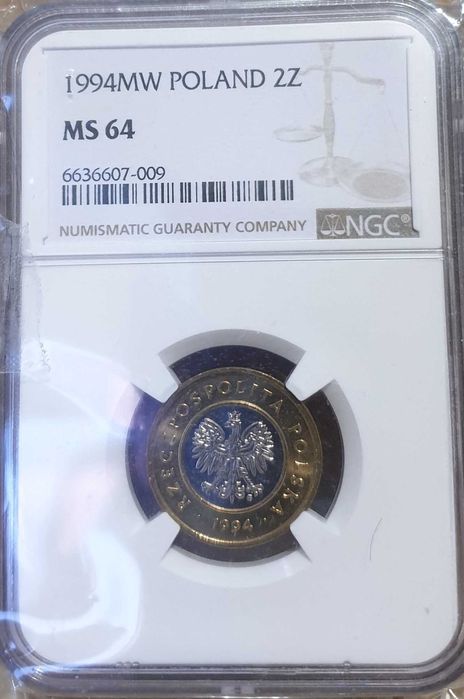 1994MW POLAND 2Z
MS 64
6636607-009
NUMISMATIC GUARANTY COMPANY
NGC®
RZECZPOSPOLITA POLSKA
1994